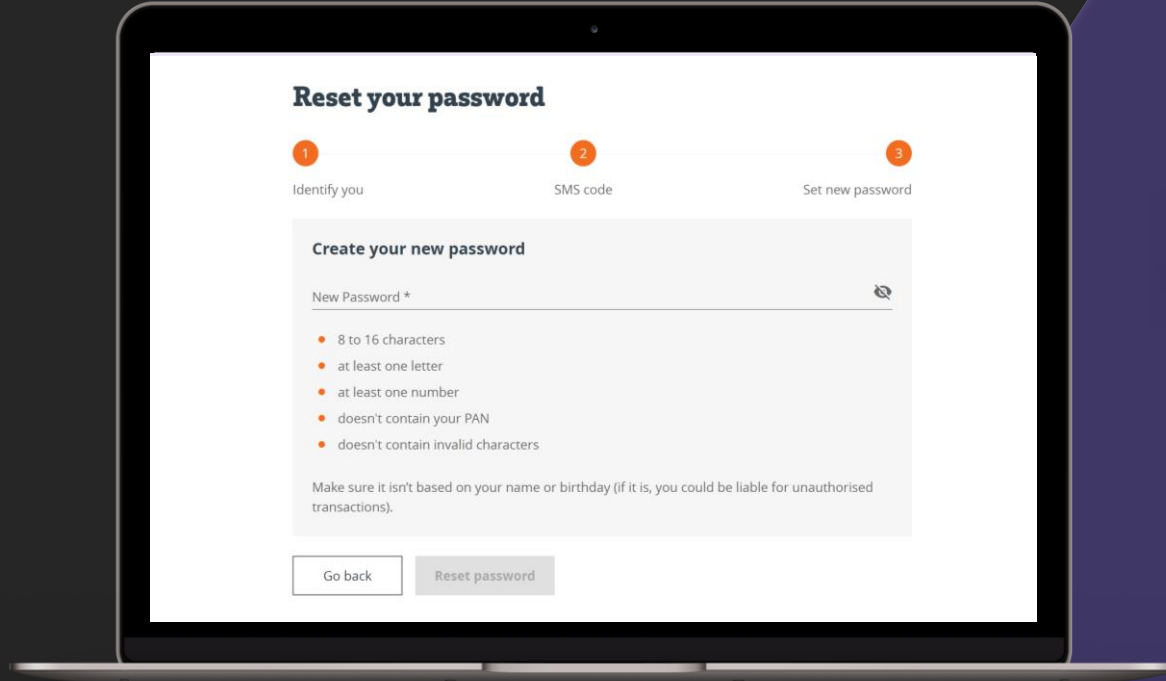 Reset your password
1
2
3
Identify you
SMS code
Set new password
Create your new password
New Password *
8 to 16 characters
at least one letter
at least one number
doesn't contain your PAN
doesn't contain invalid characters
Make sure it isn't based on your name or birthday (if it is, you could be liable for unauthorised
transactions).
Go back
Reset password